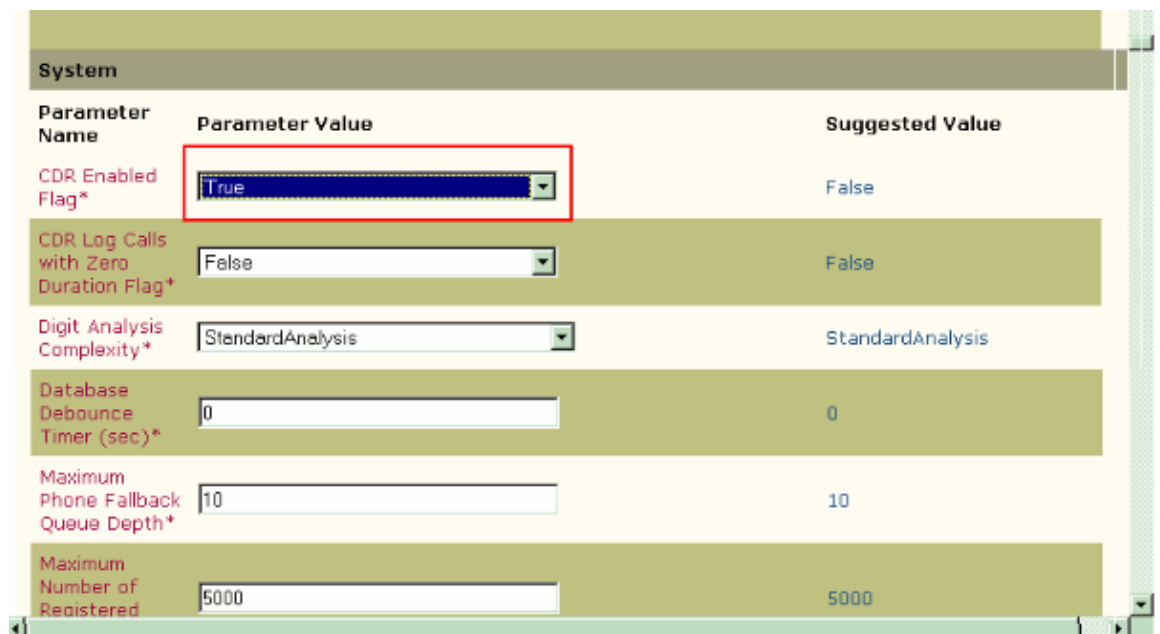 System
Parameter
Name
Parameter Value
Suggested Value
CDR Enabled
Flag*
True
False
CDR Log Calls
with Zero
Duration Flag*
False
False
Digit Analysis
Complexity*
StandardAnalysis
StandardAnalysis
Database
Debounce
Timer (sec)*
0
0
Maximum
Phone Fallback
Queue Depth*
10
10
Maximum
Number of
Registered
5000
5000